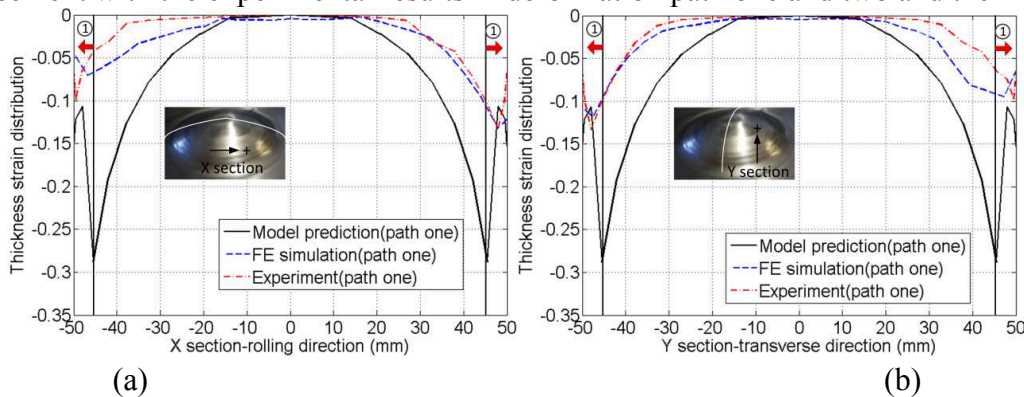 0
-0.05
-0.1
-0.15
-0.2
-0.25
-0.3
-0.35
Thickness strain distribution
①
①
X section
Model prediction(path one)
FE simulation(path one)
Experiment(path one)
-50 -40 -30 -20 -10 0 10 20 30 40 50
X section-rolling direction (mm)
(a)
0
-0.05
-0.1
-0.15
-0.2
-0.25
-0.3
-0.35
Thickness strain distribution
①
①
Y section
Model prediction(path one)
FE simulation(path one)
Experiment(path one)
-50 -40 -30 -20 -10 0 10 20 30 40 50
Y section-transverse direction (mm)
(b)